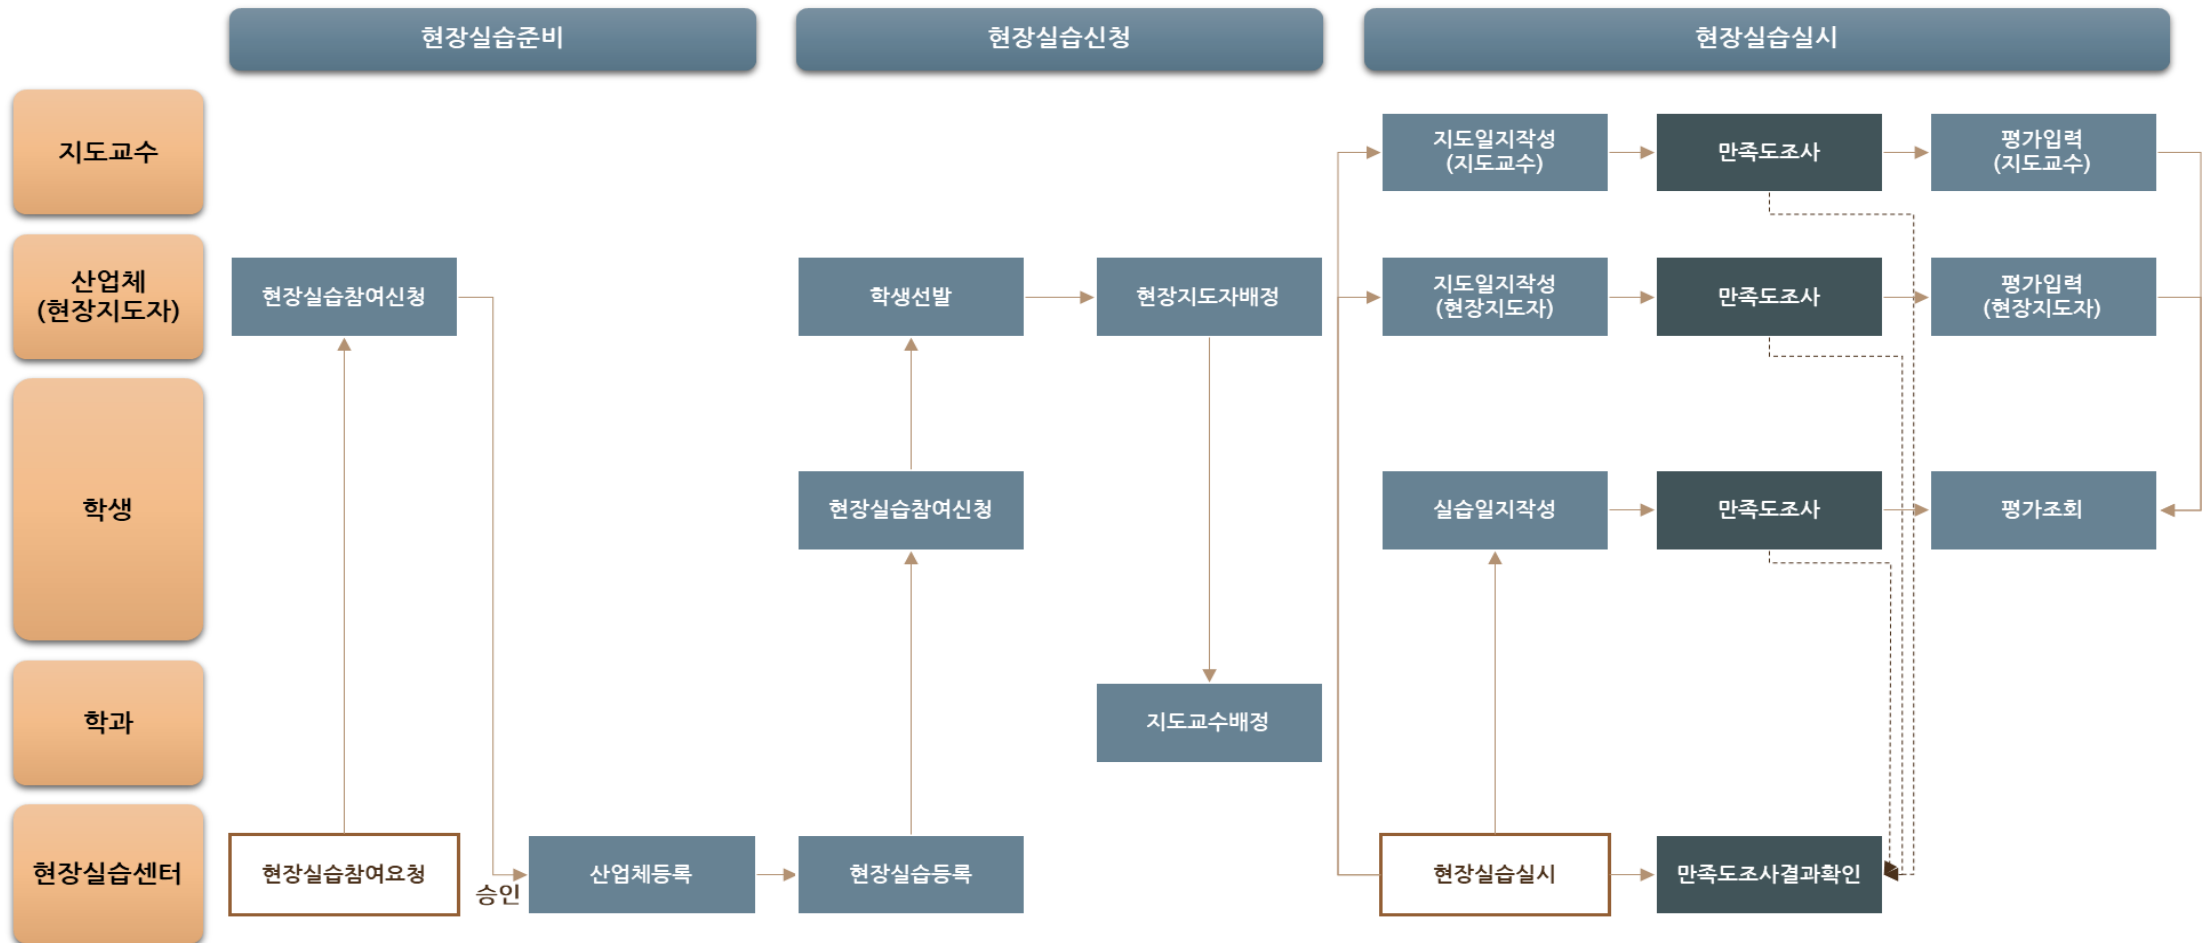 현장실습준비
현장실습신청
현장실습실시
지도교수
지도일지작성
(지도교수)
만족도조사
평가입력
(지도교수)
산업체
(현장지도자)
현장실습참여신청
학생선발
현장지도자배정
지도일지작성
(현장지도자)
만족도조사
평가입력
(현장지도자)
학생
현장실습참여신청
실습일지작성
만족도조사
평가조회
학과
지도교수배정
현장실습센터
현장실습참여요청
승인
산업체등록
현장실습등록
현장실습실시
만족도조사결과확인